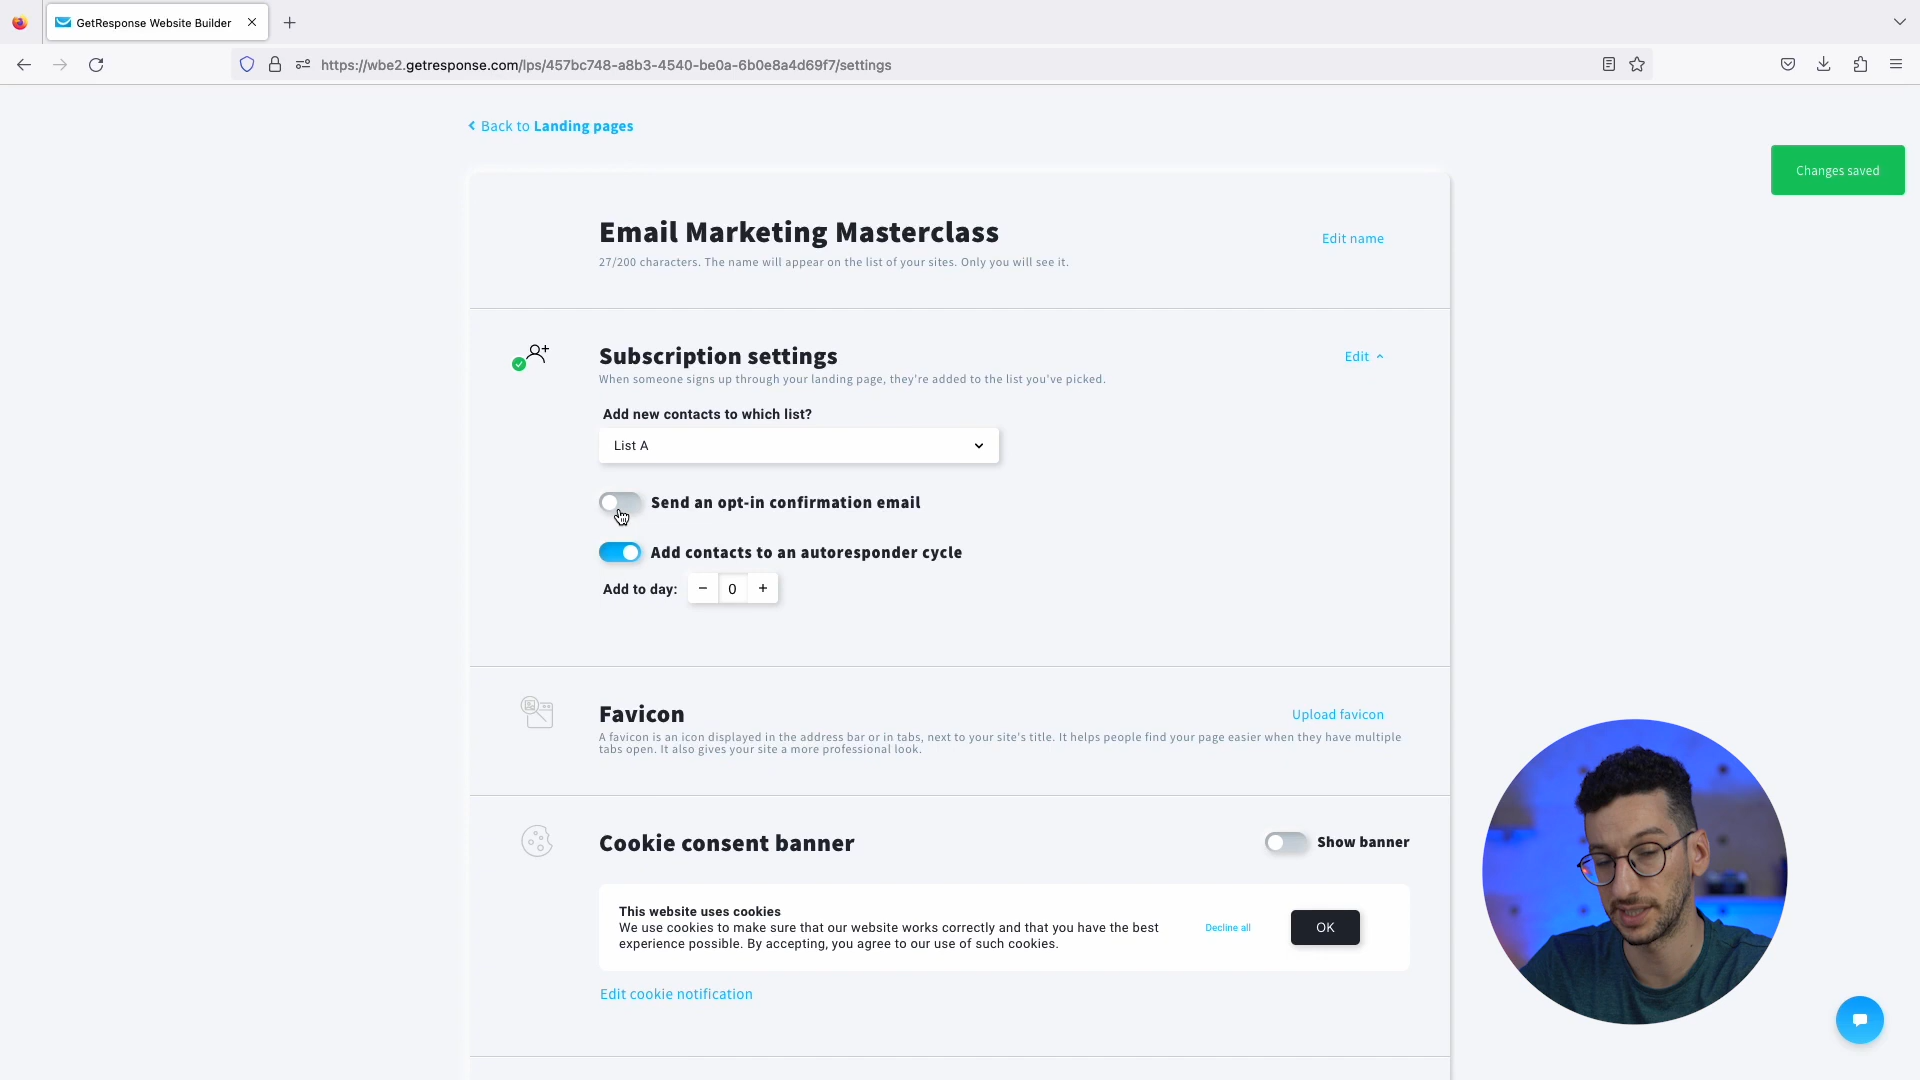 GetResponse Website Builder
https://wbe2.getresponse.com/lps/457bc748-a8b3-4540-be0a-6b0e8a4d69f7/settings
Back to Landing pages
Changes saved
Email Marketing Masterclass
Edit name
27/200 characters. The name will appear on the list of your sites. Only you will see it.
Subscription settings
Edit
When someone signs up through your landing page, they're added to the list you've picked.
Add new contacts to which list?
List A
Send an opt-in confirmation email
Add contacts to an autoresponder cycle
Add to day: − 0 +
Favicon
Upload favicon
A favicon is an icon displayed in the address bar or in tabs, next to your site's title. It helps people find your page easier when they have multiple
tabs open. It also gives your site a more professional look.
Cookie consent banner
Show banner
This website uses cookies
We use cookies to make sure that our website works correctly and that you have the best
experience possible. By accepting, you agree to our use of such cookies.
Decline all
OK
Edit cookie notification